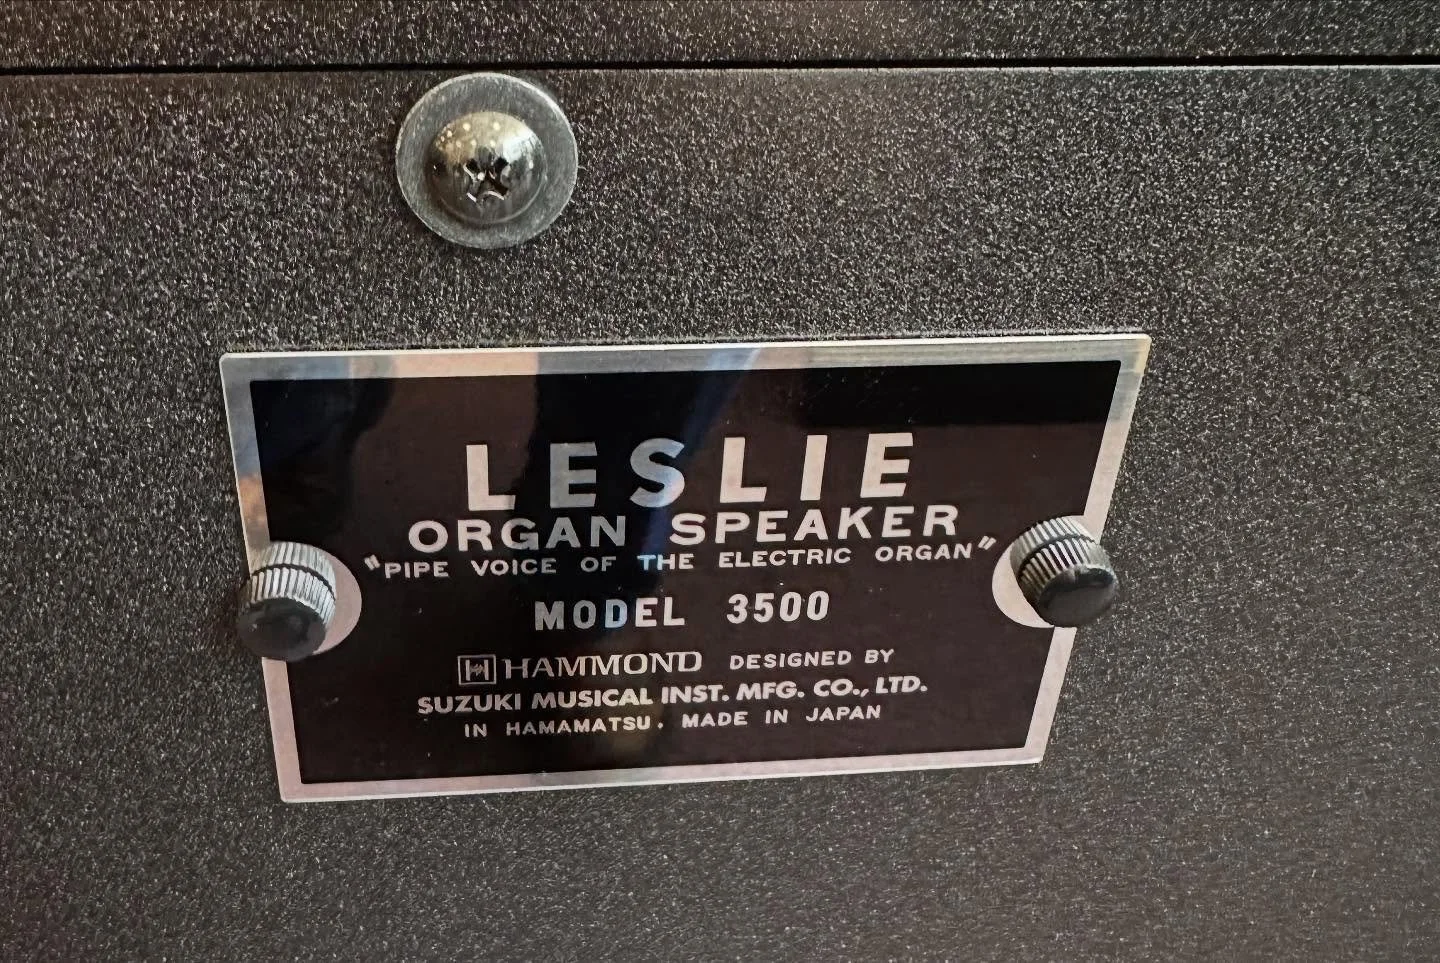 LESLIE
ORGAN SPEAKER
"PIPE VOICE OF THE ELECTRIC ORGAN"
MODEL 3500
H HAMMOND DESIGNED BY
SUZUKI MUSICAL INST. MFG. CO., LTD.
IN HAMAMATSU. MADE IN JAPAN